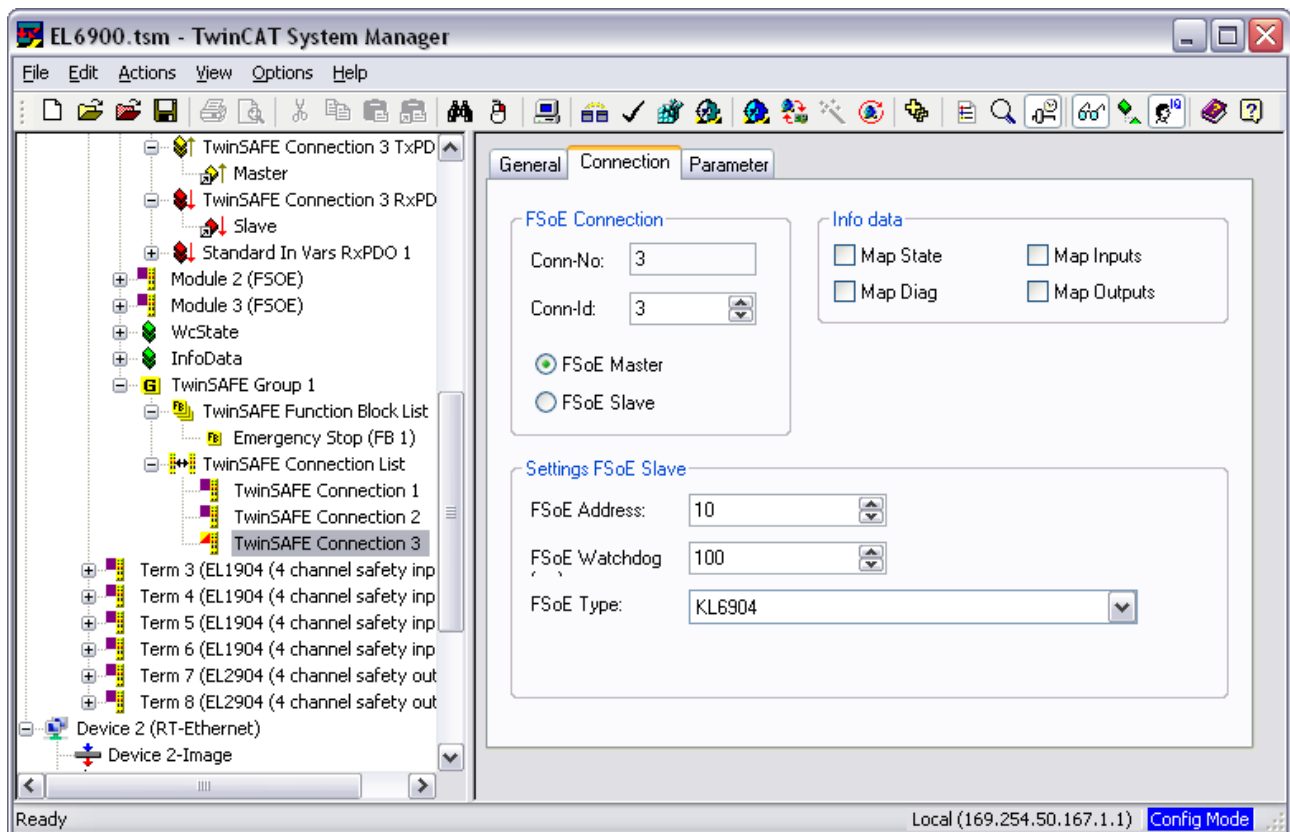 EL6900.tsm - TwinCAT System Manager
File Edit Actions View Options Help
TwinSAFE Connection 3 TxPD
Master
TwinSAFE Connection 3 RxPD
Slave
Standard In Vars RxPDO 1
Module 2 (FSOE)
Module 3 (FSOE)
WcState
InfoData
G TwinSAFE Group 1
FB TwinSAFE Function Block List
FB Emergency Stop (FB 1)
TwinSAFE Connection List
TwinSAFE Connection 1
TwinSAFE Connection 2
TwinSAFE Connection 3
Term 3 (EL1904 (4 channel safety inp
Term 4 (EL1904 (4 channel safety inp
Term 5 (EL1904 (4 channel safety inp
Term 6 (EL1904 (4 channel safety inp
Term 7 (EL2904 (4 channel safety out
Term 8 (EL2904 (4 channel safety out
Device 2 (RT-Ethernet)
Device 2-Image
General Connection Parameter
FSoE Connection
Conn-No: 3
Conn-Id: 3
FSoE Master
FSoE Slave
Info data
Map State Map Inputs
Map Diag Map Outputs
Settings FSoE Slave
FSoE Address: 10
FSoE Watchdog 100
FSoE Type: KL6904
Ready Local (169.254.50.167.1.1) Config Mode